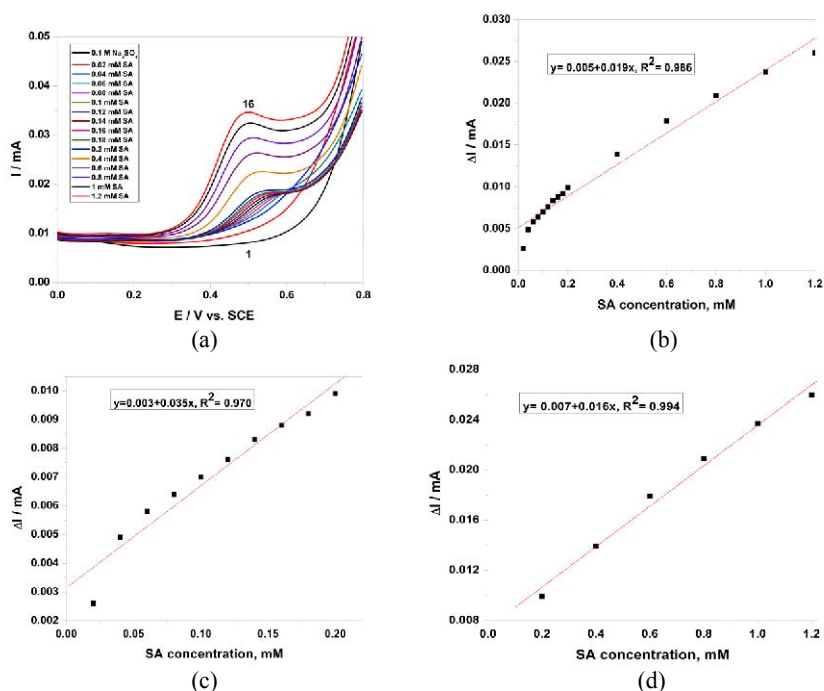 (a)
I / mA
0.05
0.04
0.03
0.02
0.01
0.00
0.1 M Na2SO4
0.02 mM SA
0.04 mM SA
0.06 mM SA
0.08 mM SA
0.1 mM SA
0.12 mM SA
0.14 mM SA
0.16 mM SA
0.18 mM SA
0.2 mM SA
0.4 mM SA
0.6 mM SA
0.8 mM SA
1 mM SA
1.2 mM SA
16
1
0.0 0.2 0.4 0.6 0.8
E / V vs. SCE
(a)
(b)
ΔI / mA
0.030
0.025
0.020
0.015
0.010
0.005
0.000
y= 0.005+0.019x, R2 = 0.986
0.0 0.2 0.4 0.6 0.8 1.0 1.2
SA concentration, mM
(b)
ΔI / mA
0.010
0.009
0.008
0.007
0.006
0.005
0.004
0.003
0.002
y=0.003+0.035x, R2 = 0.970
0.00 0.05 0.10 0.15 0.20
SA concentration, mM
(c)
ΔI / mA
0.028
0.024
0.020
0.016
0.012
0.008
y= 0.007+0.016x, R2 = 0.994
0.0 0.2 0.4 0.6 0.8 1.0 1.2
SA concentration, mM
(d)